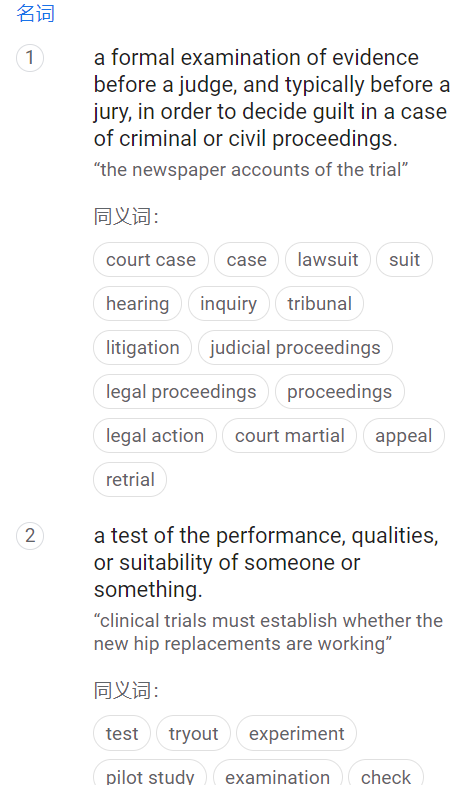 名词
1
a formal examination of evidence
before a judge, and typically before a
jury, in order to decide guilt in a case
of criminal or civil proceedings.
“the newspaper accounts of the trial”
同义词：
court case case lawsuit suit
hearing inquiry tribunal
litigation judicial proceedings
legal proceedings proceedings
legal action court martial appeal
retrial
2
a test of the performance, qualities,
or suitability of someone or
something.
“clinical trials must establish whether the
new hip replacements are working”
同义词：
test tryout experiment
pilot study examination check